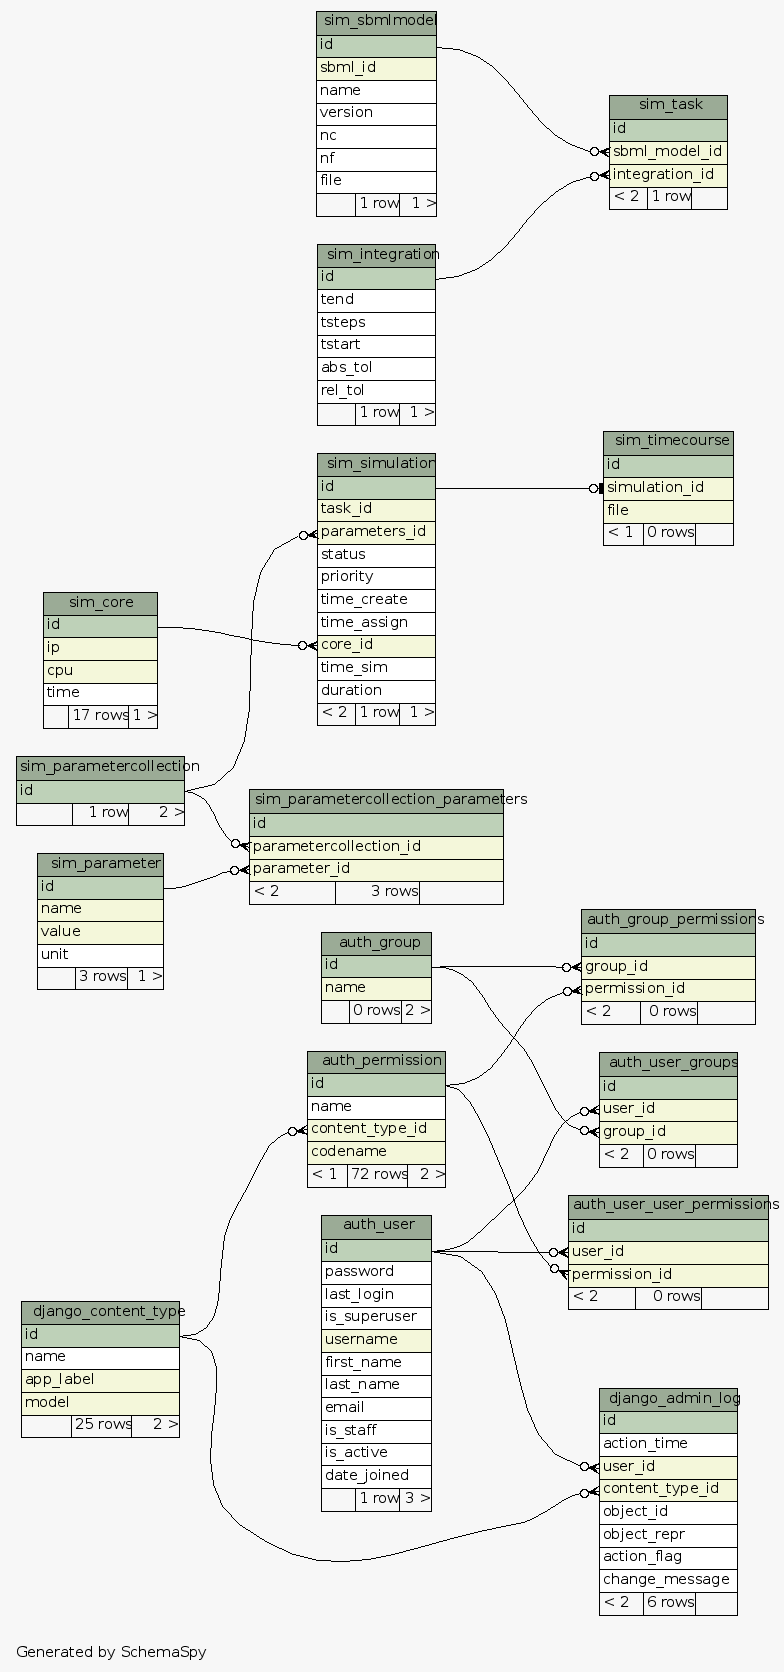 sim_sbmlmodel
id
sbml_id
name
version
nc
nf
file
1 row 1 >
sim_task
id
sbml_model_id
integration_id
< 2 1 row
sim_integration
id
tend
tsteps
tstart
abs_tol
rel_tol
1 row 1 >
sim_timecourse
id
simulation_id
file
< 1 0 rows
sim_simulation
id
task_id
parameters_id
status
priority
time_create
time_assign
core_id
time_sim
duration
< 2 1 row 1 >
sim_core
id
ip
cpu
time
17 rows 1 >
sim_parametercollection
id
1 row 2 >
sim_parametercollection_parameters
id
parametercollection_id
parameter_id
< 2 3 rows
sim_parameter
id
name
value
unit
3 rows 1 >
auth_group_permissions
id
group_id
permission_id
< 2 0 rows
auth_group
id
name
0 rows 2 >
auth_permission
id
name
content_type_id
codename
< 1 72 rows 2 >
auth_user_groups
id
user_id
group_id
< 2 0 rows
auth_user_user_permissions
id
user_id
permission_id
< 2 0 rows
auth_user
id
password
last_login
is_superuser
username
first_name
last_name
email
is_staff
is_active
date_joined
1 row 3 >
django_content_type
id
name
app_label
model
25 rows 2 >
django_admin_log
id
action_time
user_id
content_type_id
object_id
object_repr
action_flag
change_message
< 2 6 rows
Generated by SchemaSpy